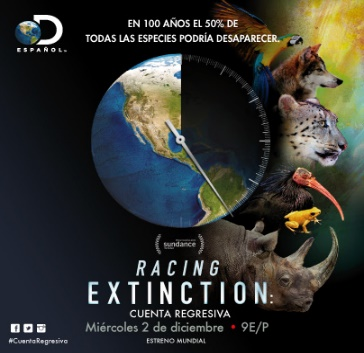 EN 100 AÑOS EL 50% DE
TODAS LAS ESPECIES PODRÍA DESAPARECER.
D
ESPAÑOL
sundance
RACING
EXTINCTION:
CUENTA REGRESIVA
Miércoles 2 de diciembre • 9E/P
ESTRENO MUNDIAL
#CuentaRegresiva